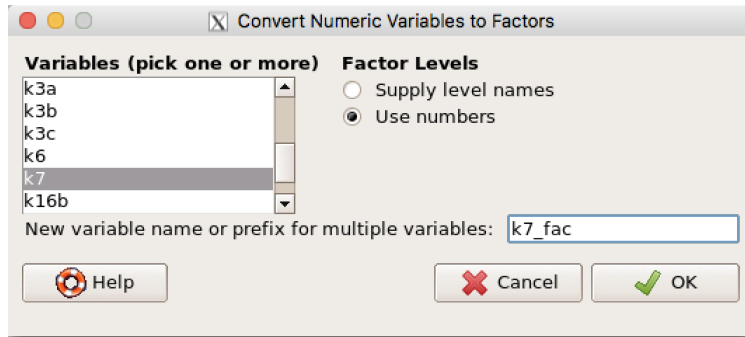 Convert Numeric Variables to Factors
Variables (pick one or more) Factor Levels
k3a
k3b
k3c
k6
k7
k16b
Supply level names
Use numbers
New variable name or prefix for multiple variables: k7_fac
Help Cancel OK